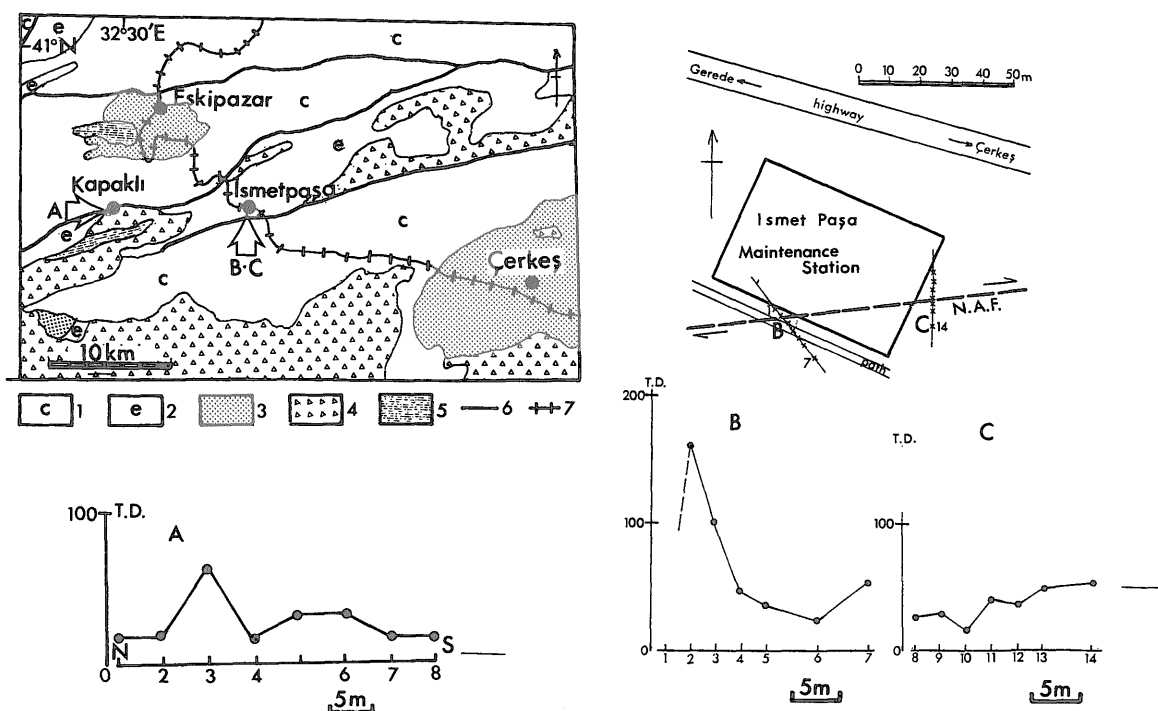 c e 32°30'E c
41°N
e Eskipazar c
e
Kapaklı İsmetpaşa
A
e c
B·C Çerkeş
c
e
10 km
c 1 e 2 3 4 5 6 7
100 T.D.
A
0 N 2 3 4 6 7 8 S
5m
Gerede
highway
Çerkeş
0 10 20 30 40 50m
Ismet Paşa
Maintenance
Station
N.A.F.
B C 14
7 path
T.D.
200
B
100
0
1 2 3 4 5 6 7
5m
T.D.
C
100
0
8 9 10 11 12 13 14
5m